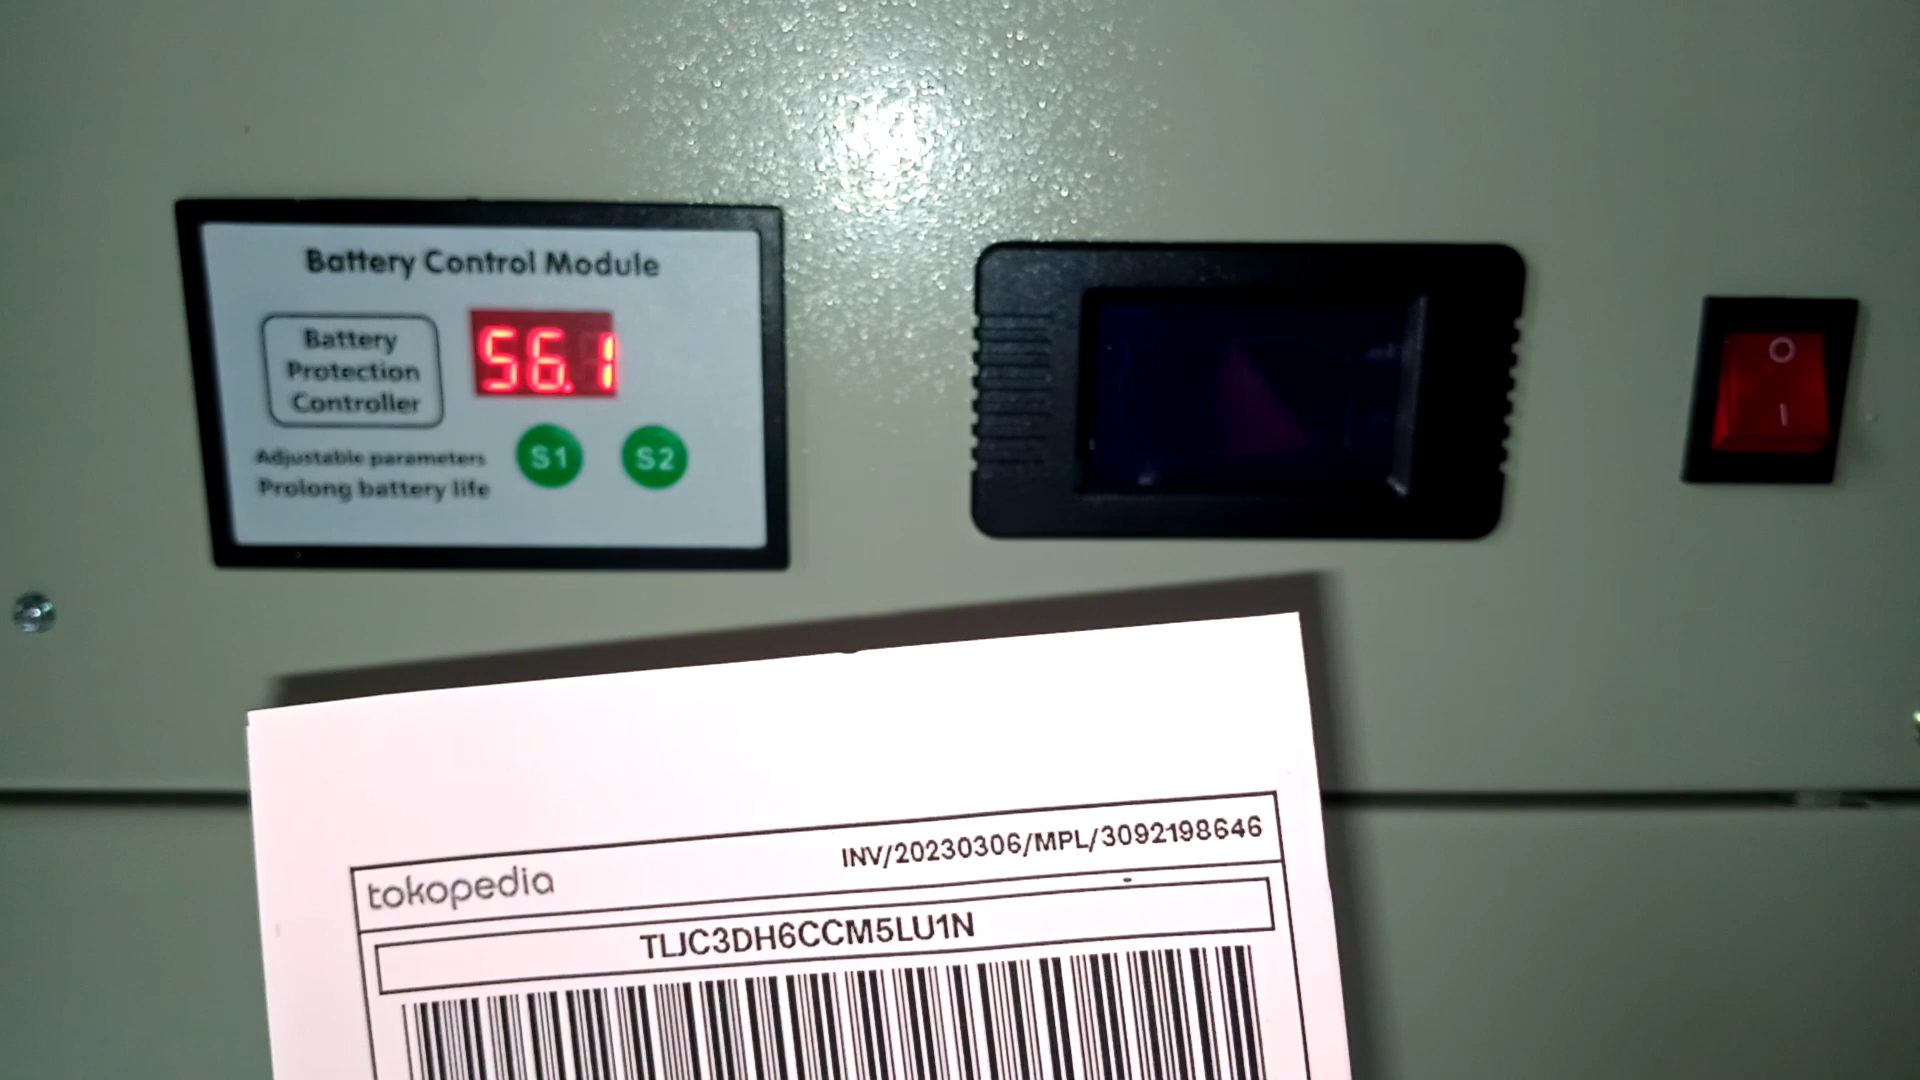 Battery Control Module
Battery
Protection
Controller
56.1
Adjustable parameters
Prolong battery life
S1 S2
O
I
tokopedia
INV/20230306/MPL/3092198646
TLJC3DH6CCM5LU1N